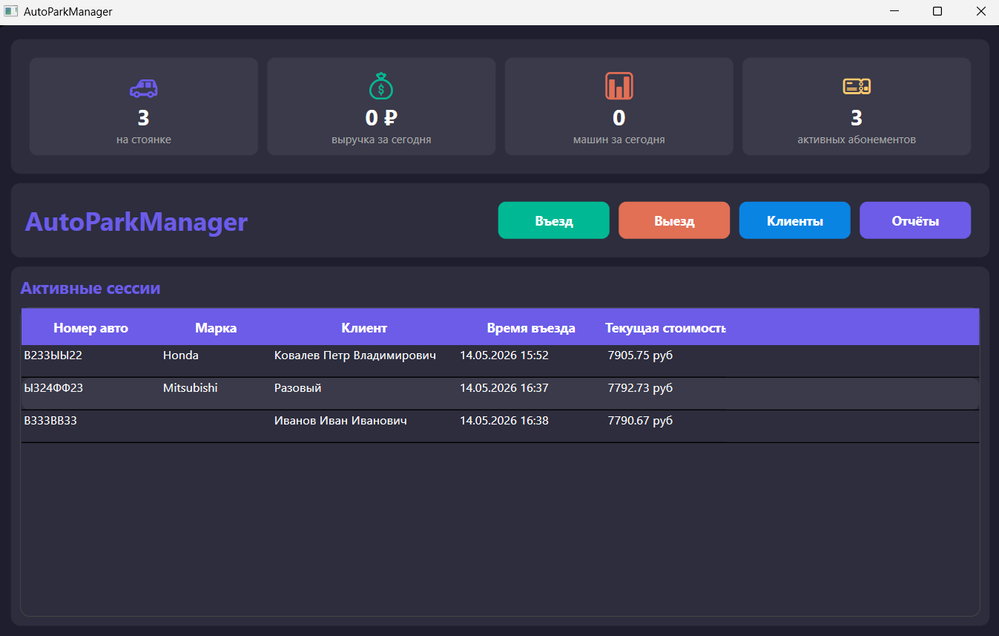 AutoParkManager
3 0 ₽ 0 3
на стоянке выручка за сегодня машин за сегодня активных абонементов
AutoParkManager Въезд Выезд Клиенты Отчёты
Активные сессии
Номер авто Марка Клиент Время въезда Текущая стоимость
В233ЫЫ22 Honda Ковалев Петр Владимирович 14.05.2026 15:52 7905.75 руб
Ы324ФФ23 Mitsubishi Разовый 14.05.2026 16:37 7792.73 руб
В333ВВ33 Иванов Иван Иванович 14.05.2026 16:38 7790.67 руб